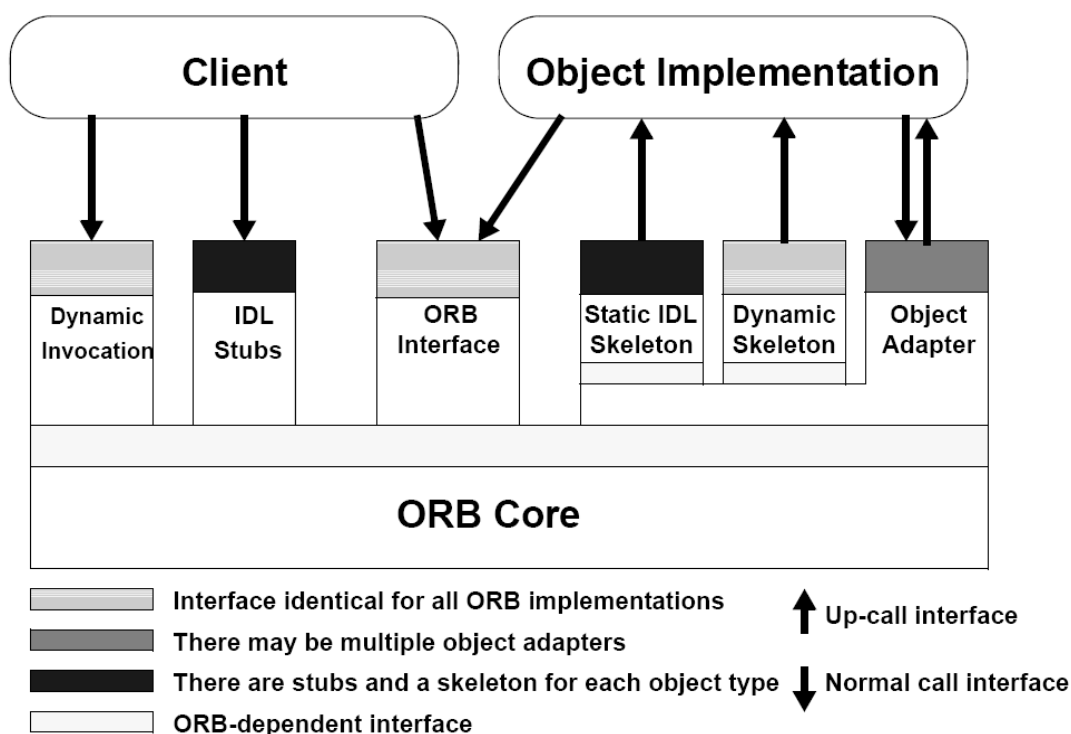 Client
Object Implementation
Dynamic
Invocation
IDL
Stubs
ORB
Interface
Static IDL
Skeleton
Dynamic
Skeleton
Object
Adapter
ORB Core
Interface identical for all ORB implementations
There may be multiple object adapters
There are stubs and a skeleton for each object type
ORB-dependent interface
Up-call interface
Normal call interface